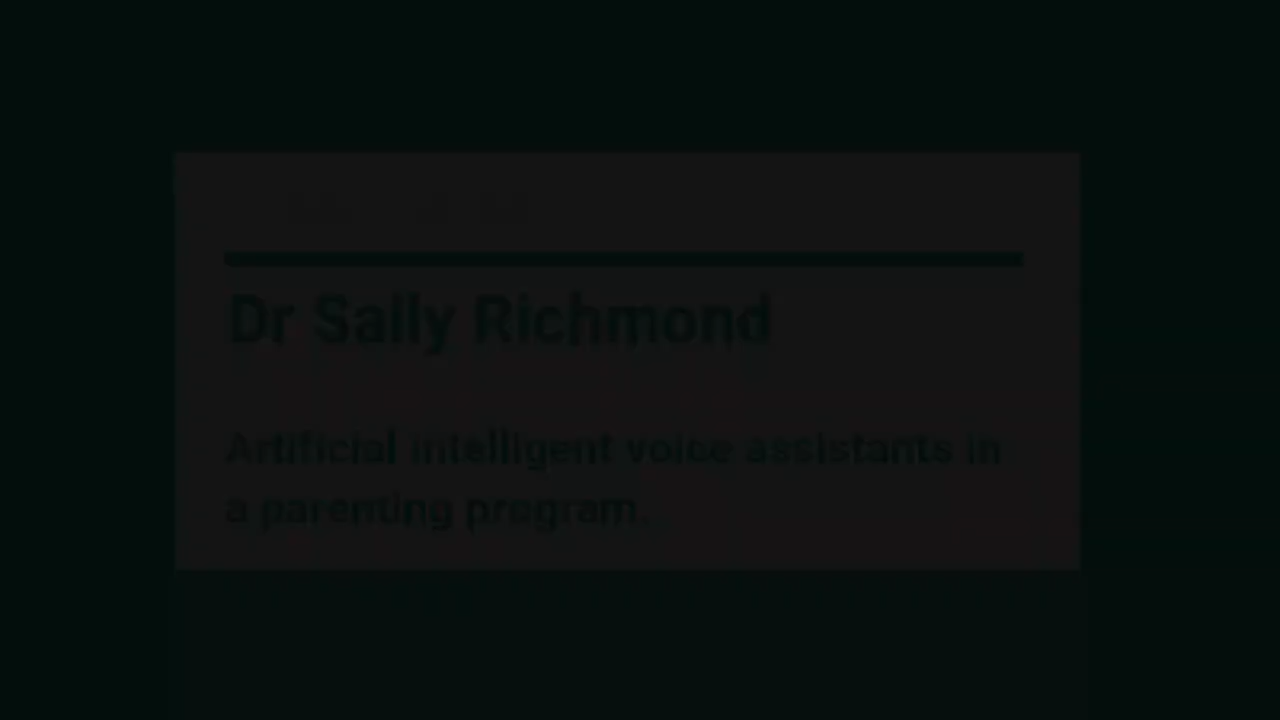 Dr Sally Richmond
Artificial intelligent voice assistants in
a parenting program.